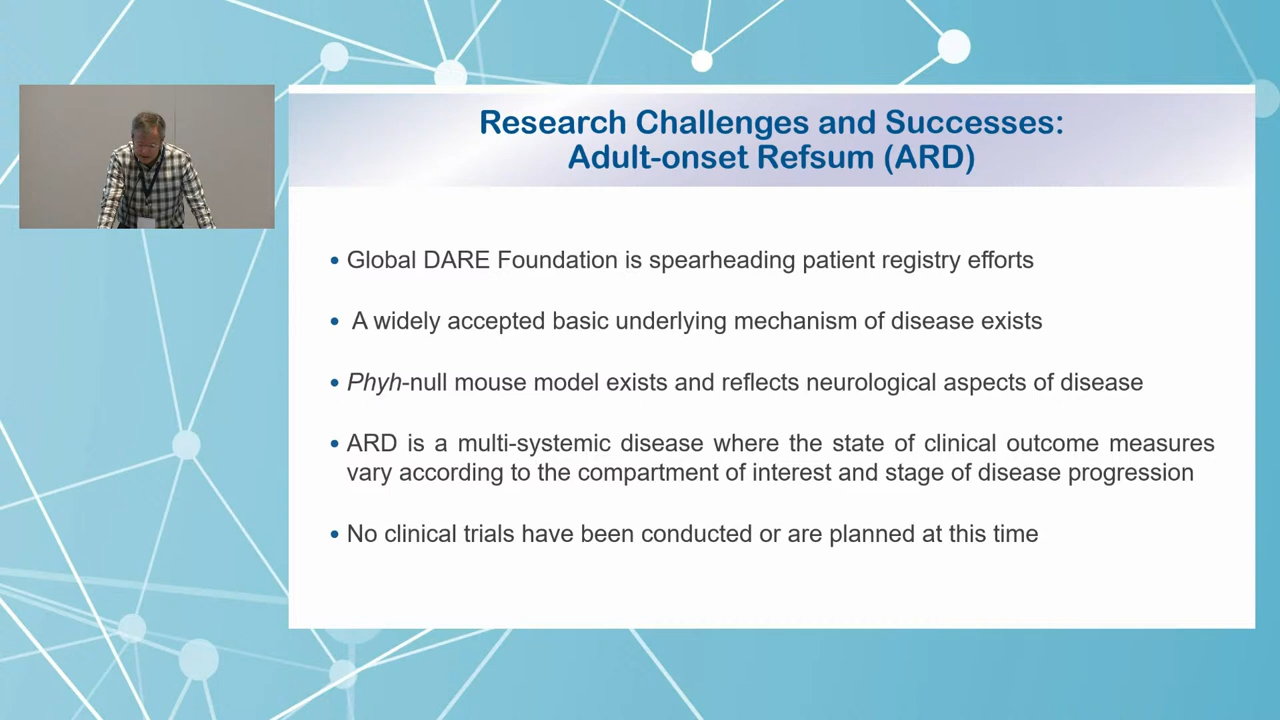 Research Challenges and Successes:
Adult-onset Refsum (ARD)
• Global DARE Foundation is spearheading patient registry efforts
• A widely accepted basic underlying mechanism of disease exists
• Phyh-null mouse model exists and reflects neurological aspects of disease
• ARD is a multi-systemic disease where the state of clinical outcome measures
vary according to the compartment of interest and stage of disease progression
• No clinical trials have been conducted or are planned at this time